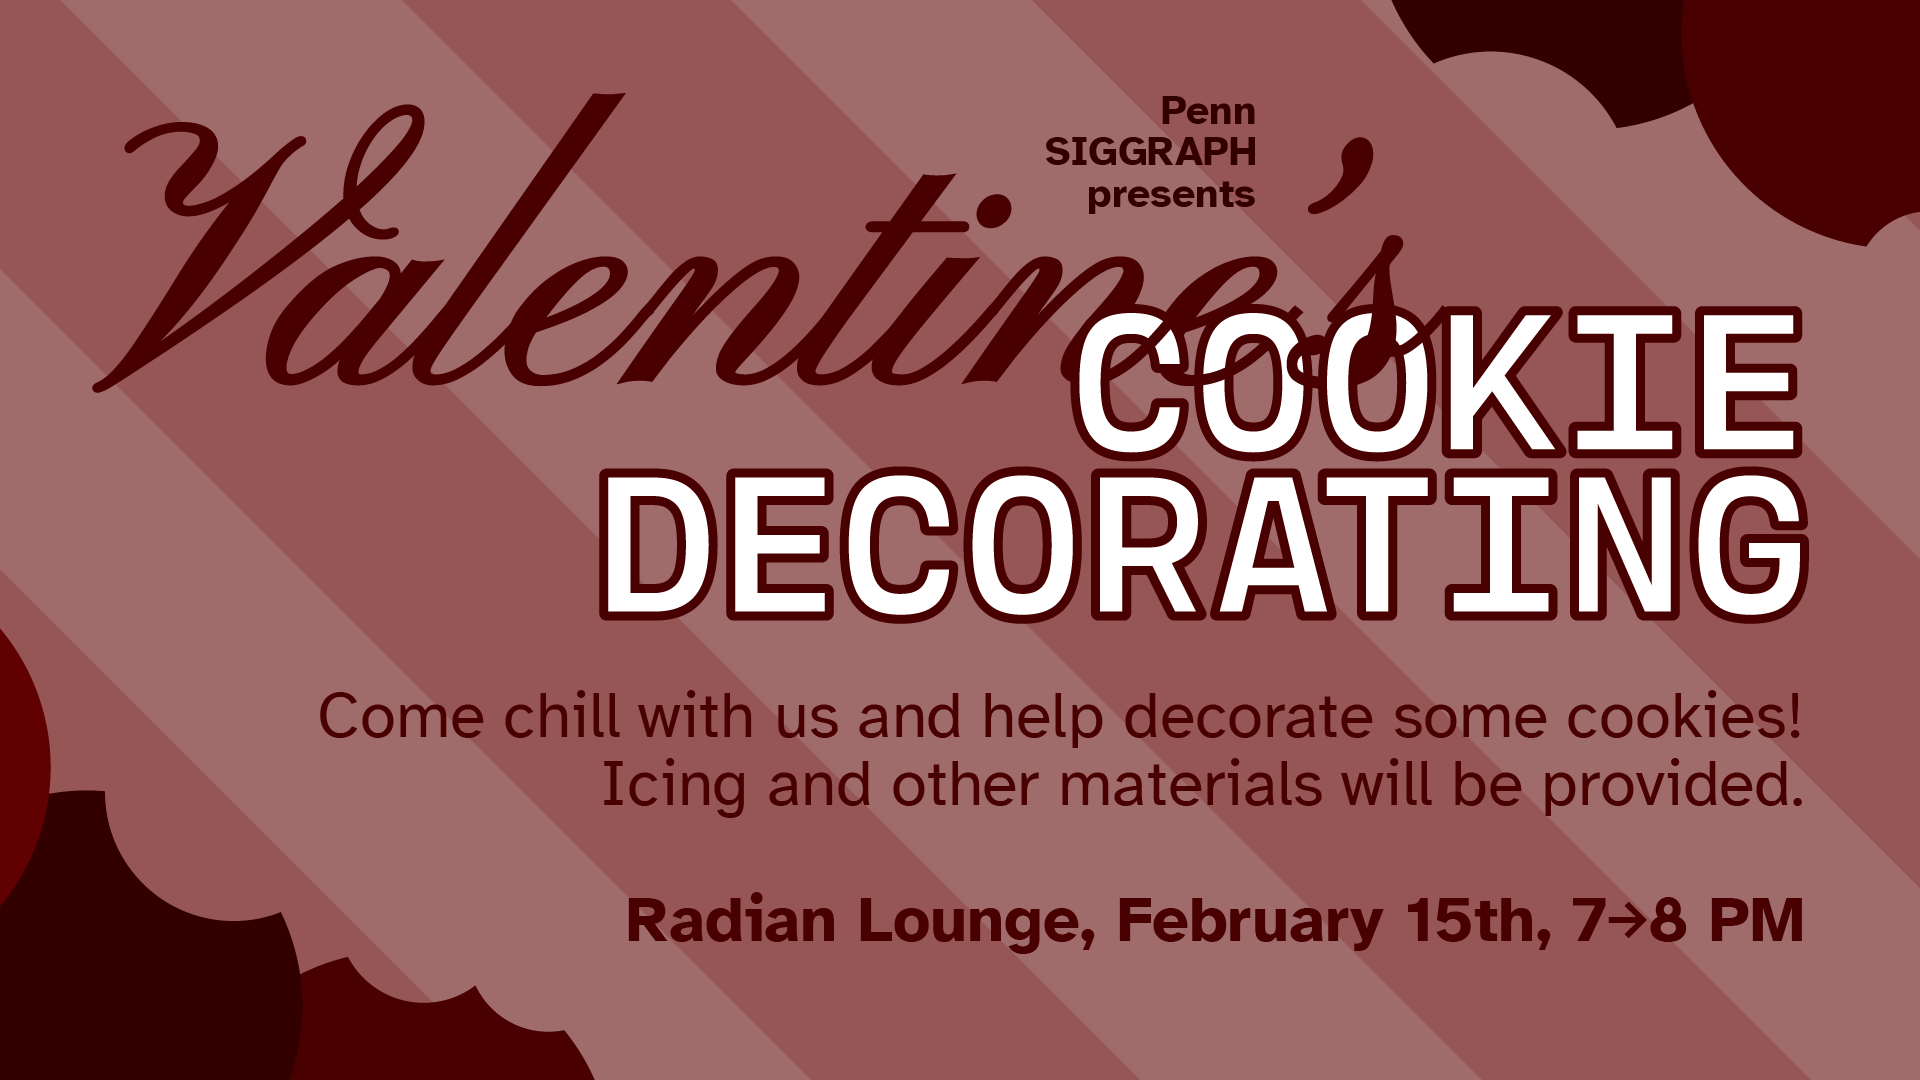 Penn
SIGGRAPH
presents
Valentine's
COOKIE
DECORATING
Come chill with us and help decorate some cookies!
Icing and other materials will be provided.
Radian Lounge, February 15th, 7→8 PM